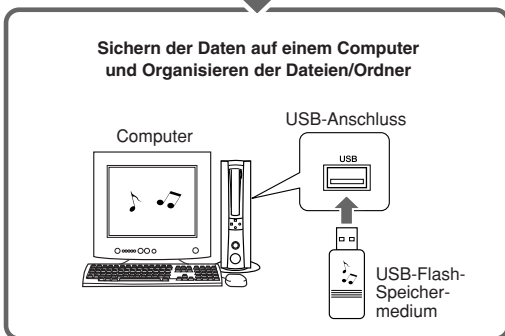 Sichern der Daten auf einem Computer
und Organisieren der Dateien/Ordner
USB-Anschluss
Computer
USB
USB-Flash-
Speicher-
medium